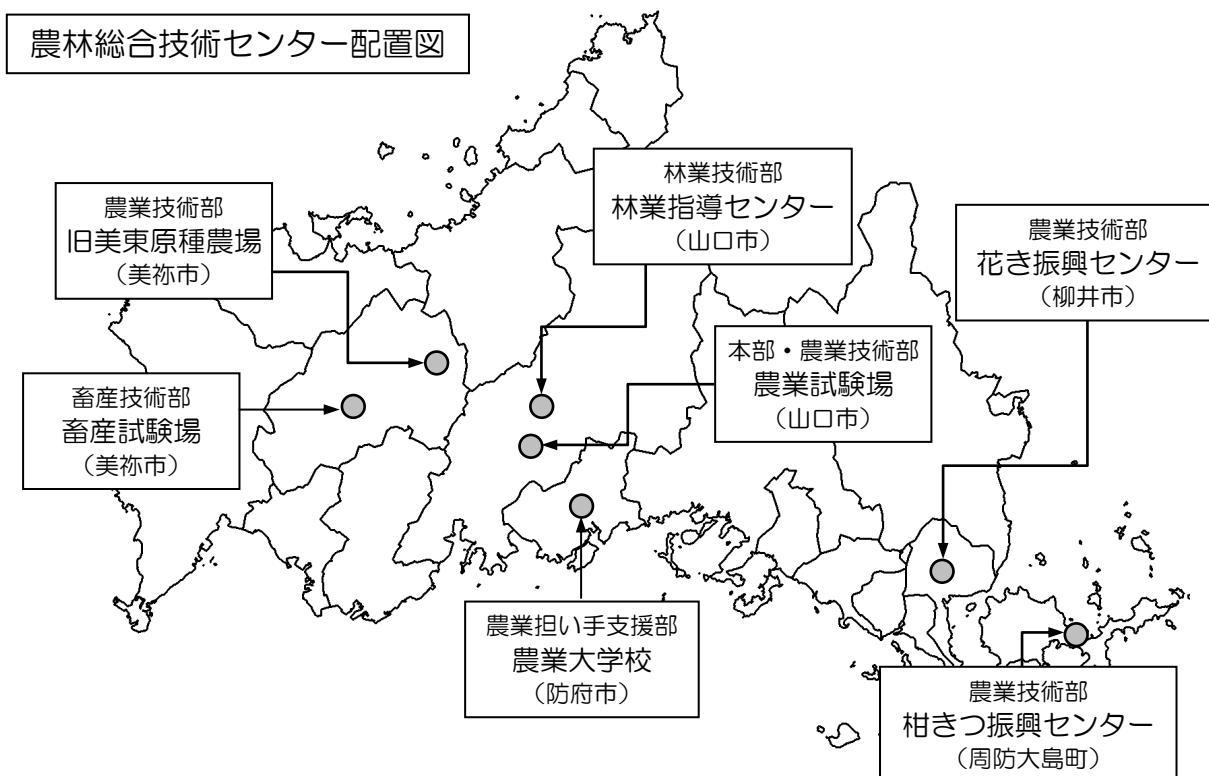 農林総合技術センター配置図
林業技術部
林業指導センター
（山口市）
農業技術部
旧美東原種農場
（美祢市）
農業技術部
花き振興センター
（柳井市）
本部・農業技術部
農業試験場
（山口市）
畜産技術部
畜産試験場
（美祢市）
農業担い手支援部
農業大学校
（防府市）
農業技術部
柑きつ振興センター
（周防大島町）